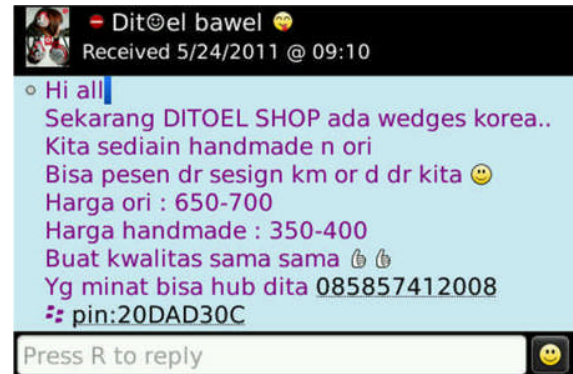 Dit☺el bawel 😋
Received 5/24/2011 @ 09:10
Hi all
Sekarang DITOEL SHOP ada wedges korea..
Kita sediain handmade n ori
Bisa pesen dr sesign km or d dr kita 🙂
Harga ori : 650-700
Harga handmade : 350-400
Buat kwalitas sama sama 👍 👍
Yg minat bisa hub dita 085857412008
pin:20DAD30C
Press R to reply